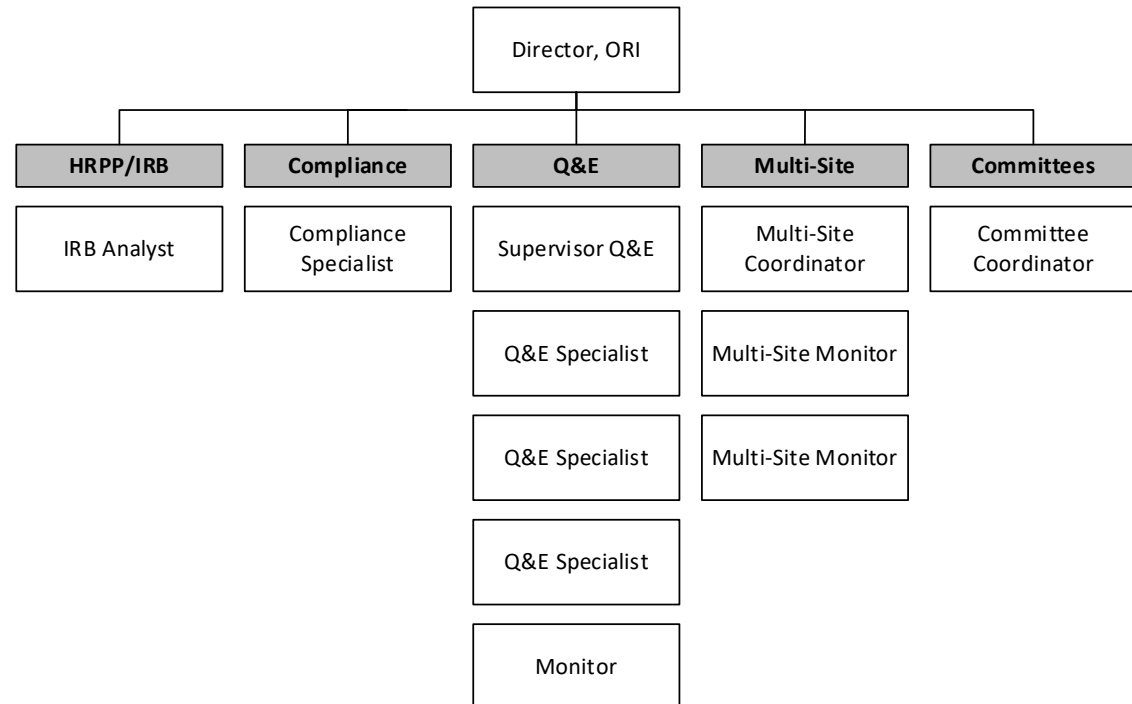 Director, ORI
HRPP/IRB
Compliance
Q&E
Multi-Site
Committees
IRB Analyst
Compliance
Specialist
Supervisor Q&E
Multi-Site
Coordinator
Committee
Coordinator
Q&E Specialist
Multi-Site Monitor
Q&E Specialist
Multi-Site Monitor
Q&E Specialist
Monitor